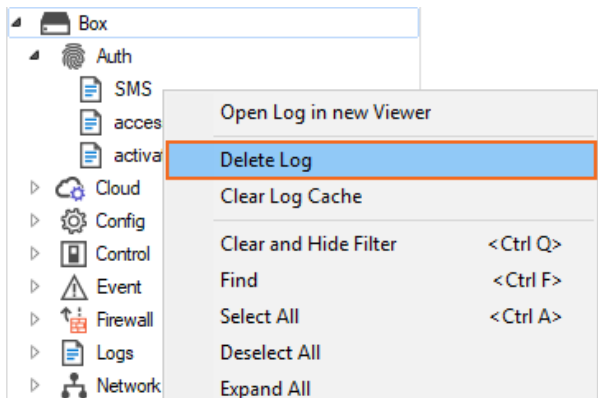 Box
Auth
SMS
acces
activa
Cloud
Config
Control
Event
Firewall
Logs
Network
Open Log in new Viewer
Delete Log
Clear Log Cache
Clear and Hide Filter <Ctrl Q>
Find <Ctrl F>
Select All <Ctrl A>
Deselect All
Expand All